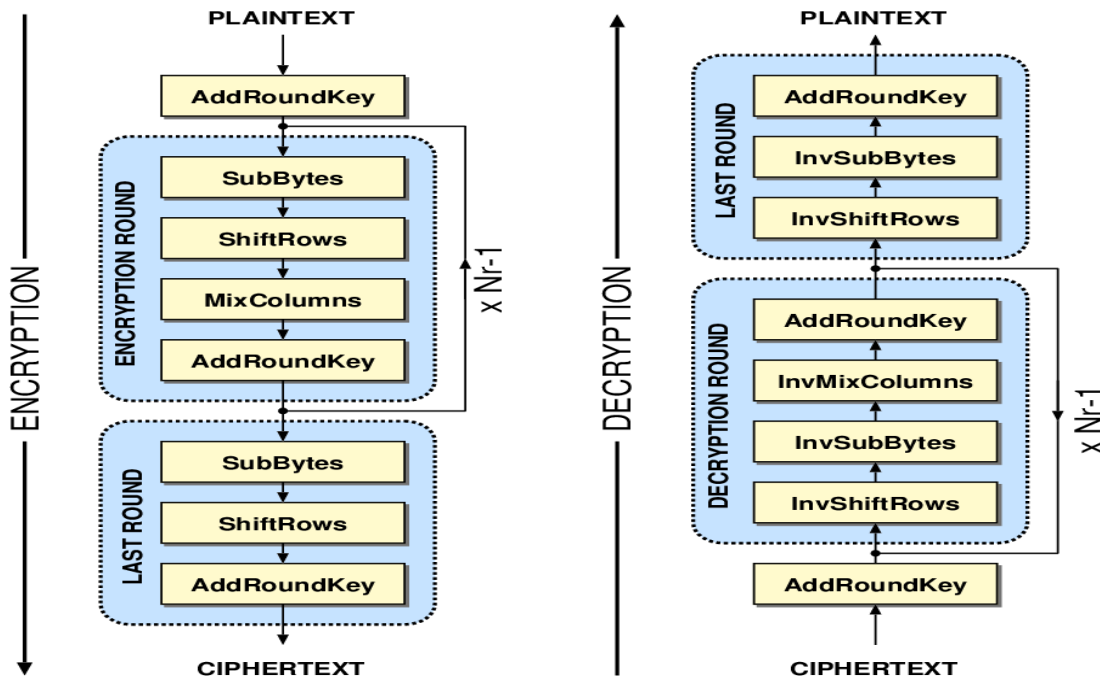 PLAINTEXT
AddRoundKey
SubBytes
ShiftRows
MixColumns
AddRoundKey
ENCRYPTION ROUND
x Nr-1
SubBytes
ShiftRows
AddRoundKey
LAST ROUND
CIPHERTEXT
ENCRYPTION
PLAINTEXT
AddRoundKey
InvSubBytes
InvShiftRows
LAST ROUND
AddRoundKey
InvMixColumns
InvSubBytes
InvShiftRows
DECRYPTION ROUND
x Nr-1
AddRoundKey
CIPHERTEXT
DECRYPTION